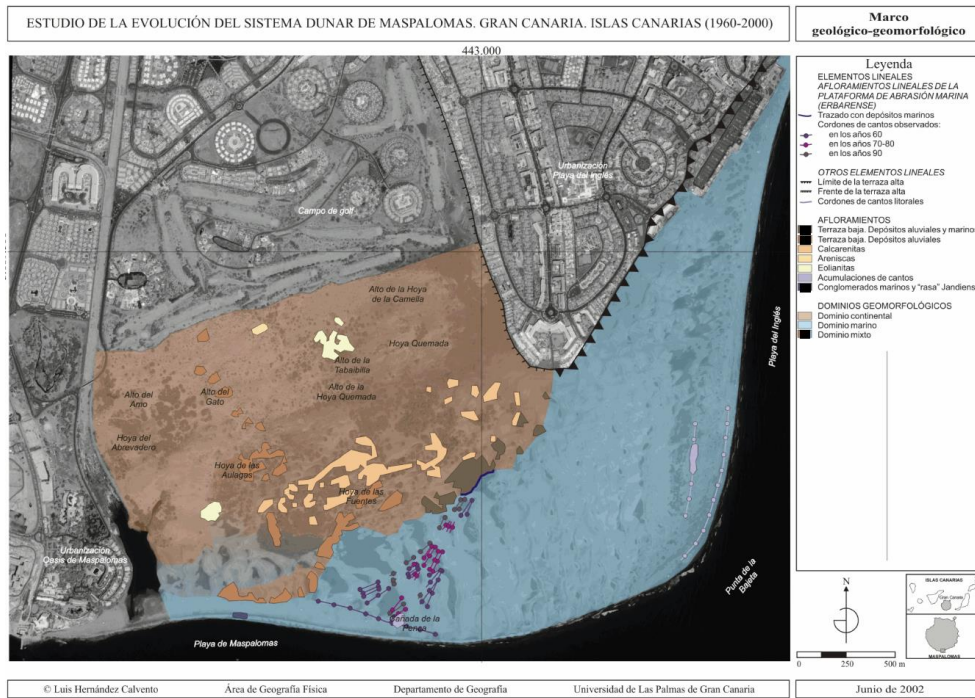 ESTUDIO DE LA EVOLUCIÓN DEL SISTEMA DUNAR DE MASPALOMAS. GRAN CANARIA. ISLAS CANARIAS (1960-2000)
Marco
geológico-geomorfológico
443.000
Leyenda
ELEMENTOS LINEALES
AFLORAMIENTOS LINEALES DE LA
PLATAFORMA DE ABRASIÓN MARINA
(ERBARENSE)
Trazado con depósitos marinos
Cordones de cantos observados:
en los años 60
en los años 70-80
en los años 90
OTROS ELEMENTOS LINEALES
Límite de la terraza alta
Frente de la terraza alta
Cordones de cantos litorales
AFLORAMIENTOS
Terraza baja. Depósitos aluviales y marino
Terraza baja. Depósitos aluviales
Calcarenitas
Areniscas
Eolianitas
Acumulaciones de cantos
Conglomerados marinos y "rasa" Jandiens
DOMINIOS GEOMORFOLÓGICOS
Dominio continental
Dominio marino
Dominio mixto
Urbanización
Playa del Inglés
Campo de golf
Alto de la Hoya
de la Camella
Hoya Quemada
Alto de la
Tabaibilla
Alto de la
Hoya Quemada
Alto del
Alto del
Gato
Hoya del
Abrevadero
Hoya de las
Aulagas
Hoya de las
Fuentes
Urbanización
Oasis de Maspalomas
Playa de Maspalomas
Playa del Inglés
Punta de la
Bajeta
N
0 250 500 m
ISLAS CANARIAS
Gran Canaria
MASPALOMAS
© Luis Hernández Calvento Área de Geografía Física Departamento de Geografía Universidad de Las Palmas de Gran Canaria
Junio de 2002